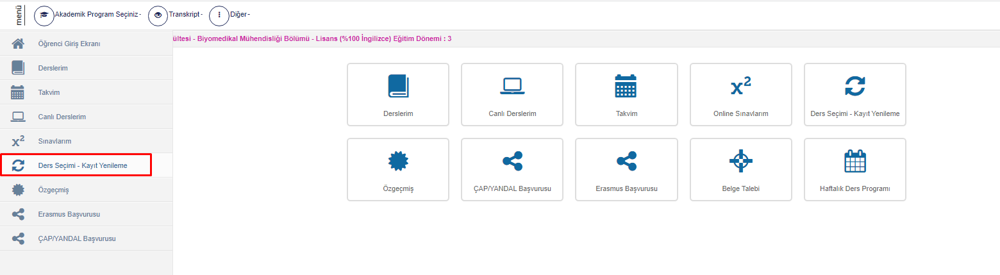 menü
Akademik Program Seçiniz -
Transkript -
Diğer -
ültesi - Biyomedikal Mühendisliği Bölümü - Lisans (%100 İngilizce) Eğitim Dönemi : 3
Öğrenci Giriş Ekranı
Derslerim
Takvim
Canlı Derslerim
x²
Sınavlarım
Ders Seçimi - Kayıt Yenileme
Özgeçmiş
Erasmus Başvurusu
ÇAP/YANDAL Başvurusu
Derslerim
Canlı Derslerim
Takvim
x²
Online Sınavlarım
Ders Seçimi - Kayıt Yenileme
Özgeçmiş
ÇAP/YANDAL Başvurusu
Erasmus Başvurusu
Belge Talebi
Haftalık Ders Programı